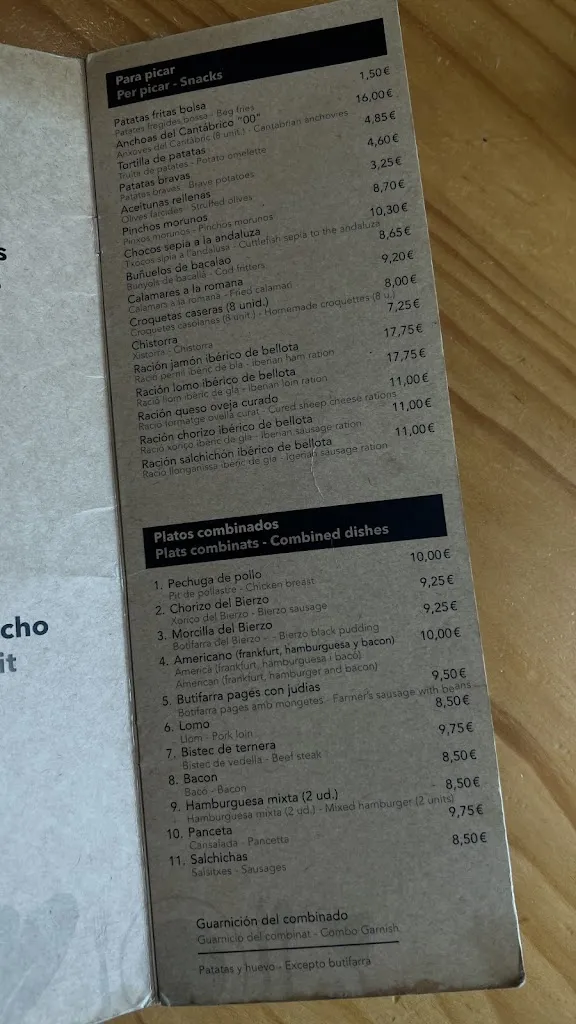 Para picar
Per picar - Snacks
Patatas fritas bolsa 1,50€
Patates fregides bossa - Bag fries
Anchoas del Cantábrico "00" 16,00€
Anxoves del Cantàbric (8 unit.) - Cantabrian anchovies
Tortilla de patatas 4,85€
Truita de patates - Potato omelette
Patatas bravas 4,60€
Patatas bravas - Brave potatoes
Aceitunas rellenas 3,25€
Olives farcides - Struffed olives
Pinchos morunos 8,70€
Pinxos morunos - Pinchos morunos
Chocos sepia a la andaluza 10,30€
Txocos sípia a l'andalusa - Cuttlefish sepia to the andaluza
Buñuelos de bacalao 8,65€
Bunyols de bacallà - Cod fritters
Calamares a la romana 9,20€
Calamars a la romana - Fried calamari
Croquetas caseras (8 unid.) 8,00€
Croquetes casolanes (8 unit.) - Homemade croquettes (8 u.)
Chistorra 7,25€
Xistorra - Chistorra
Ración jamón ibérico de bellota 17,75€
Ració pernil ibèric de gla - Iberian ham ration
Ración lomo ibérico de bellota 17,75€
Ració llom ibèric de gla - Iberian loin ration
Ración queso oveja curado 11,00€
Ració formatge ovella curat - Cured sheep cheese rations
Ración chorizo ibérico de bellota 11,00€
Ració xoriço ibèric de gla - Iberian sausage ration
Ración salchichón ibérico de bellota 11,00€
Ració llonganissa ibèric de gla - Igerian sausage ration
Platos combinados
Plats combinats - Combined dishes
1. Pechuga de pollo 10,00€
Pit de pollastre - Chicken breast
2. Chorizo del Bierzo 9,25€
Xoriço del Bierzo - Bierzo sausage
3. Morcilla del Bierzo 9,25€
Botifarra del Bierzo - - Bierzo black pudding
4. Americano (frankfurt, hamburguesa y bacon) 10,00€
Amèrica (frankfurt, hamburguesa i bacó)
American (frankfurt, hamburger and bacon)
5. Butifarra pagés con judias 9,50€
Botifarra pages amb mongetes - Farmer's sausage with beans
6. Lomo 8,50€
Llom - Pork loin
7. Bistec de ternera 9,75€
Bistec de vedella - Beef steak
8. Bacon 8,50€
Bacó - Bacon
9. Hamburguesa mixta (2 ud.) 8,50€
Hamburguesa mixta (2 ud.) - Mixed hamburger (2 units)
10. Panceta 9,75€
Cansalada - Pancetta
11. Salchichas 8,50€
Salsitxes - Sausages
Guarnición del combinado
Guarnicio del combinat - Combo Garnish
Patatas y huevo - Excepto butifarra
s
cho
it